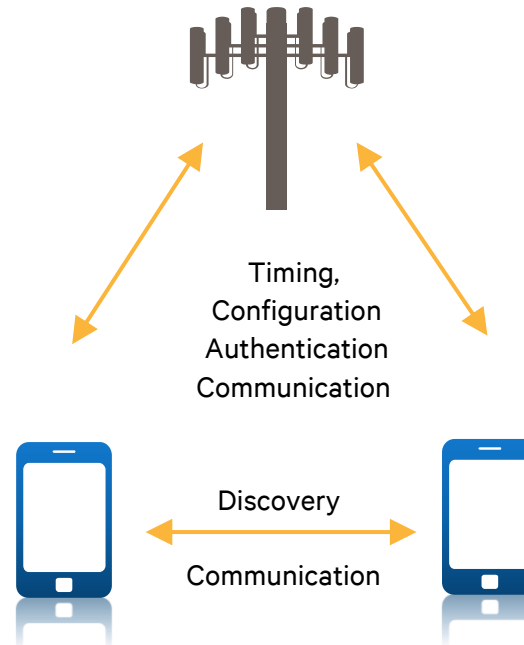 Timing,
Configuration
Authentication
Communication
Discovery
Communication